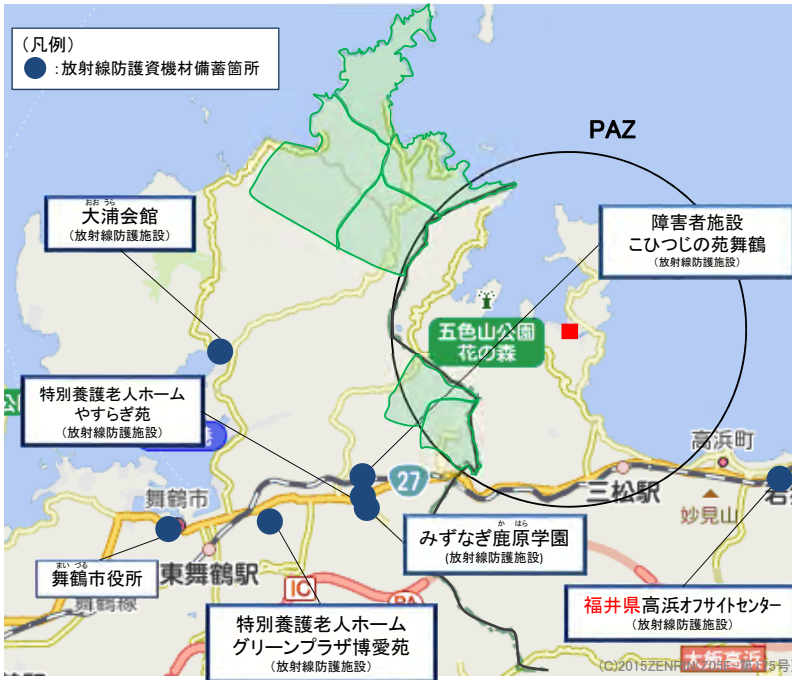 (凡例)
:放射線防護資機材備蓄箇所
PAZ
おお うら
大浦会館
(放射線防護施設)
障害者施設
こひつじの苑舞鶴
(放射線防護施設)
五色山公園
花の森
特別養護老人ホーム
やすらぎ苑
(放射線防護施設)
高浜町
27
三松駅
舞鶴市
妙見山
か はら
みずなぎ鹿原学園
(放射線防護施設)
まい づる
舞鶴市役所
東舞鶴駅
舞鶴線
IC
福井県高浜オフサイトセンター
(放射線防護施設)
特別養護老人ホーム
グリーンプラザ博愛苑
(放射線防護施設)
大飯高浜